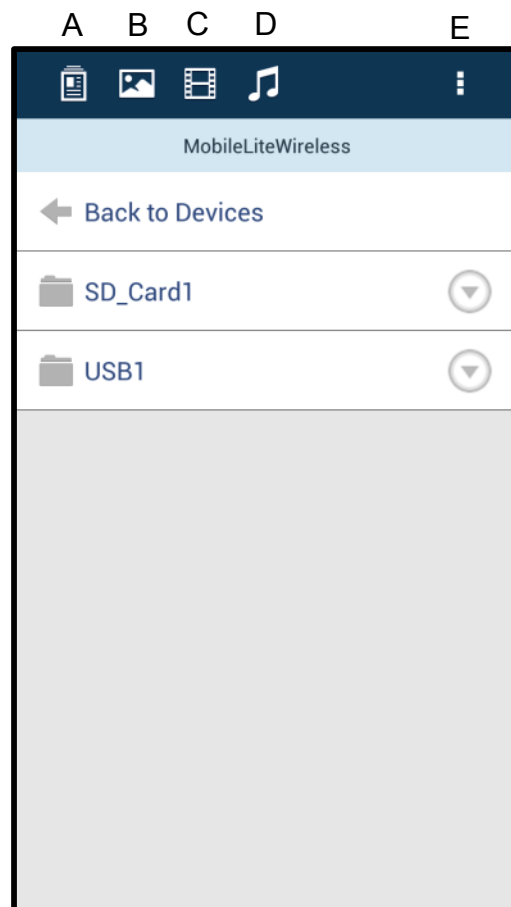 A B C D E
MobileLiteWireless
Back to Devices
SD_Card1
USB1